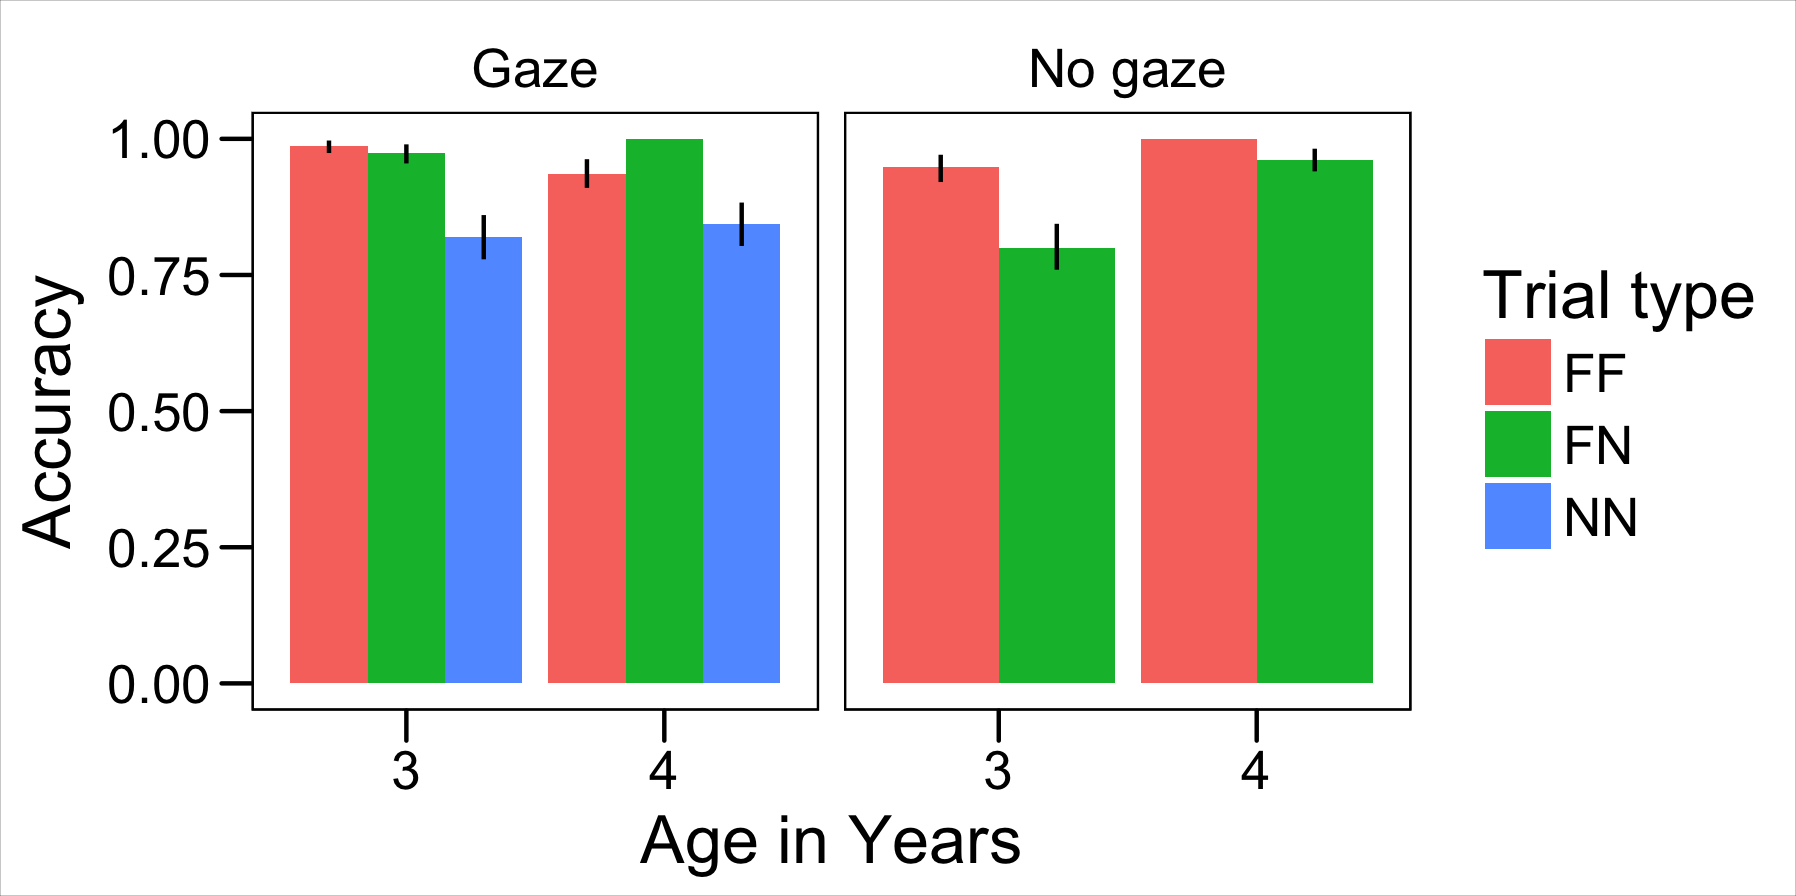 Gaze
No gaze
1.00
0.75
0.50
0.25
0.00
Accuracy
3
4
3
4
Age in Years
Trial type
FF
FN
NN